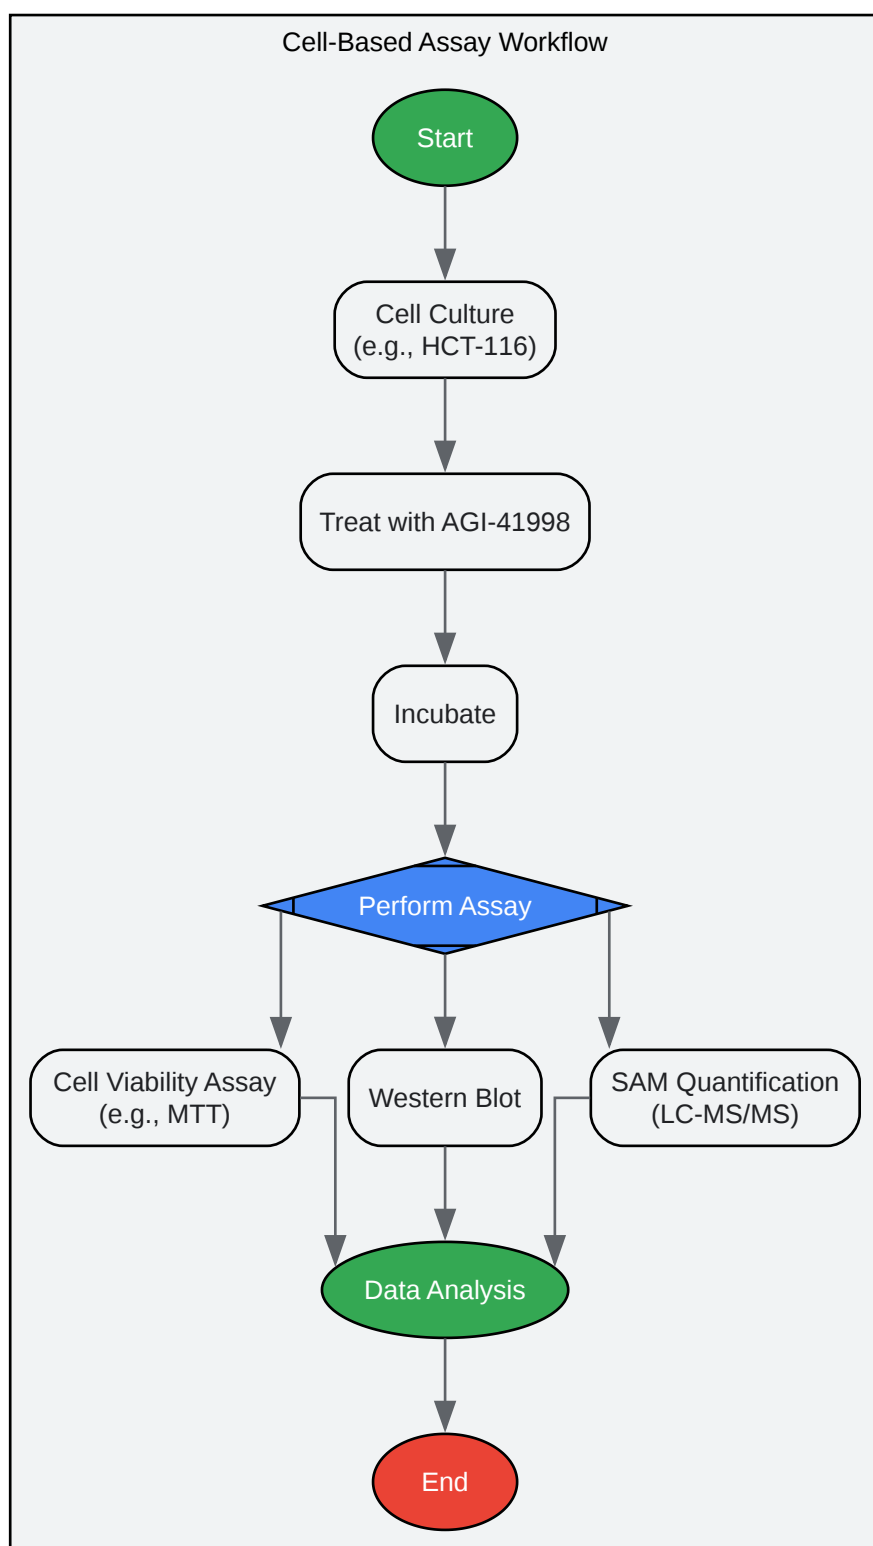 Cell-Based Assay Workflow
Start
Cell Culture
(e.g., HCT-116)
Treat with AGI-41998
Incubate
Perform Assay
Cell Viability Assay
(e.g., MTT)
Western Blot
SAM Quantification
(LC-MS/MS)
Data Analysis
End